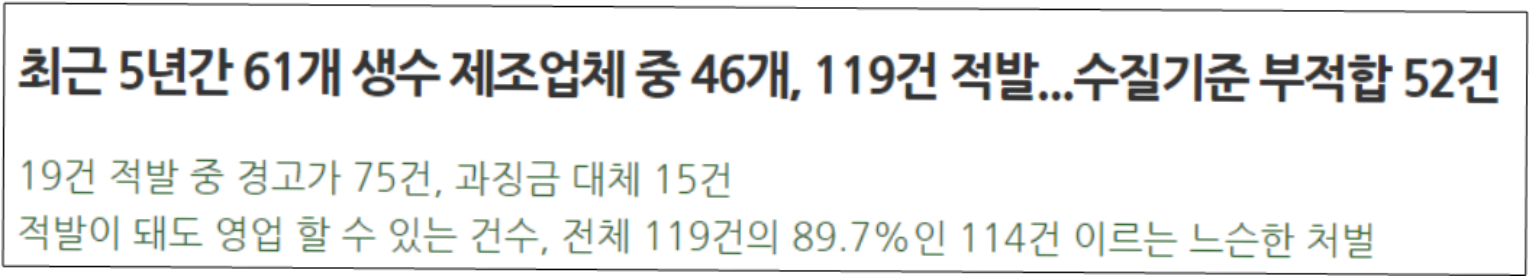 최근 5년간 61개 생수 제조업체 중 46개, 119건 적발...수질기준 부적합 52건
19건 적발 중 경고가 75건, 과징금 대체 15건
적발이 돼도 영업 할 수 있는 건수, 전체 119건의 89.7%인 114건 이르는 느슨한 처벌